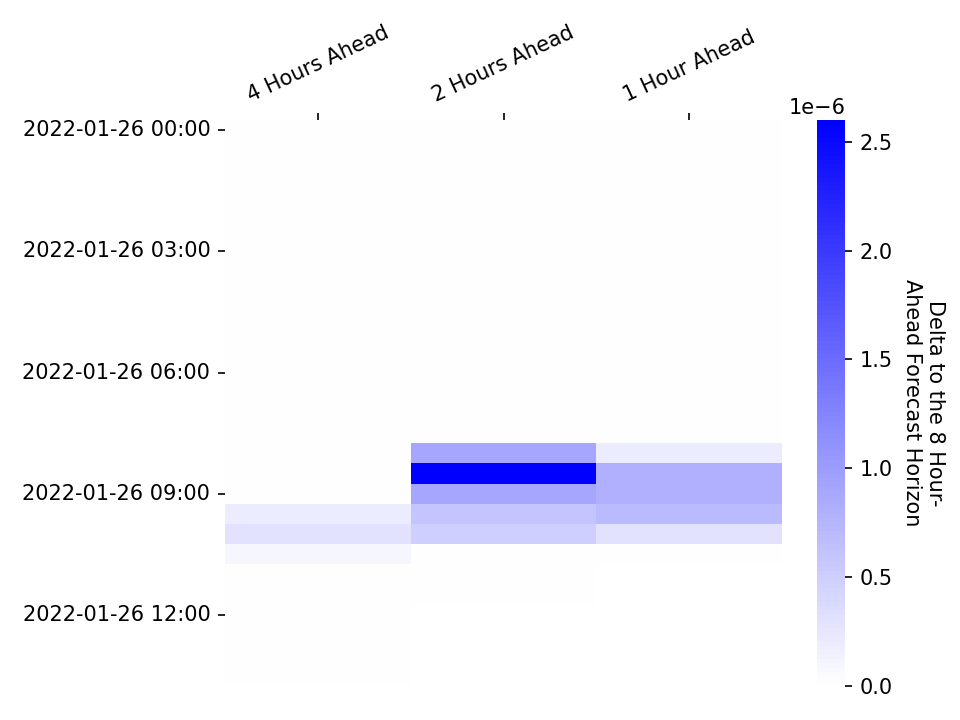 4 Hours Ahead
2 Hours Ahead
1 Hour Ahead
1e−6
2022-01-26 00:00
2022-01-26 03:00
2022-01-26 06:00
2022-01-26 09:00
2022-01-26 12:00
2.5
2.0
1.5
1.0
0.5
0.0
Delta to the 8 Hour-
Ahead Forecast Horizon